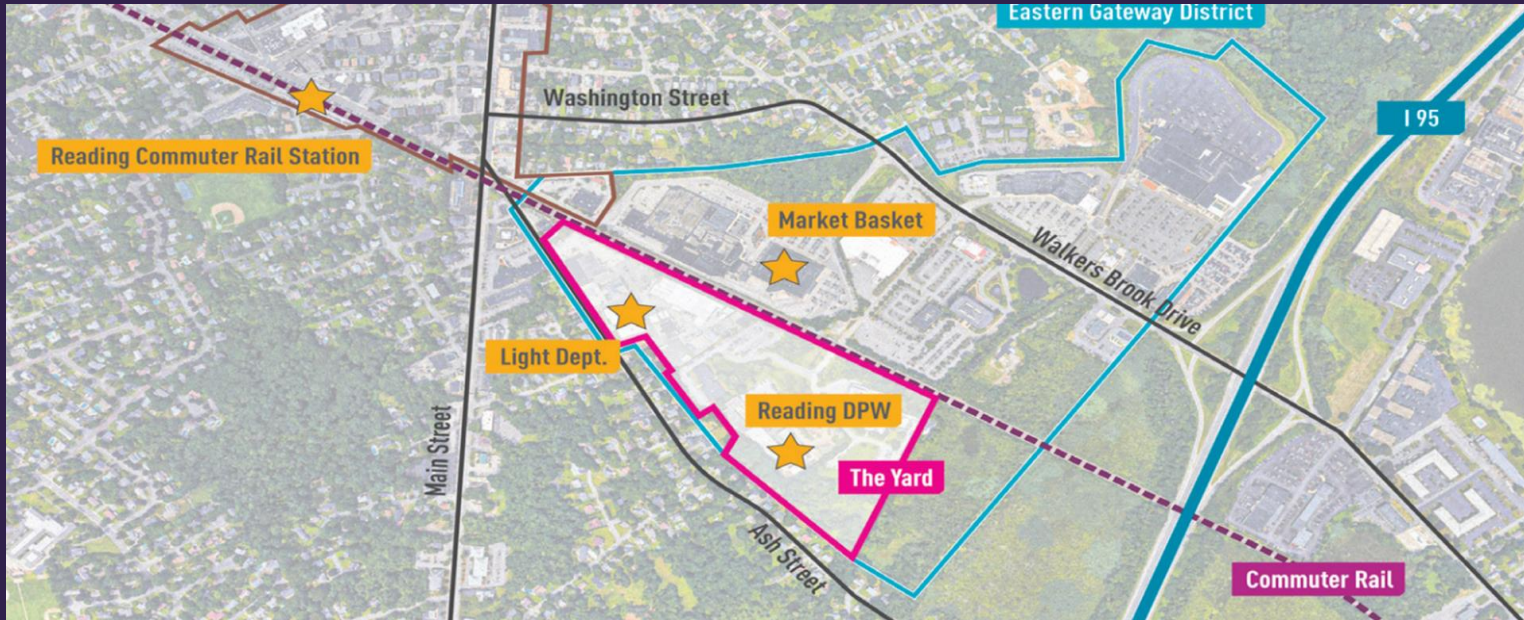 Eastern Gateway District
Washington Street
I 95
Reading Commuter Rail Station
Market Basket
Walkers Brook Drive
Light Dept.
Reading DPW
Main Street
The Yard
Ash Street
Commuter Rail